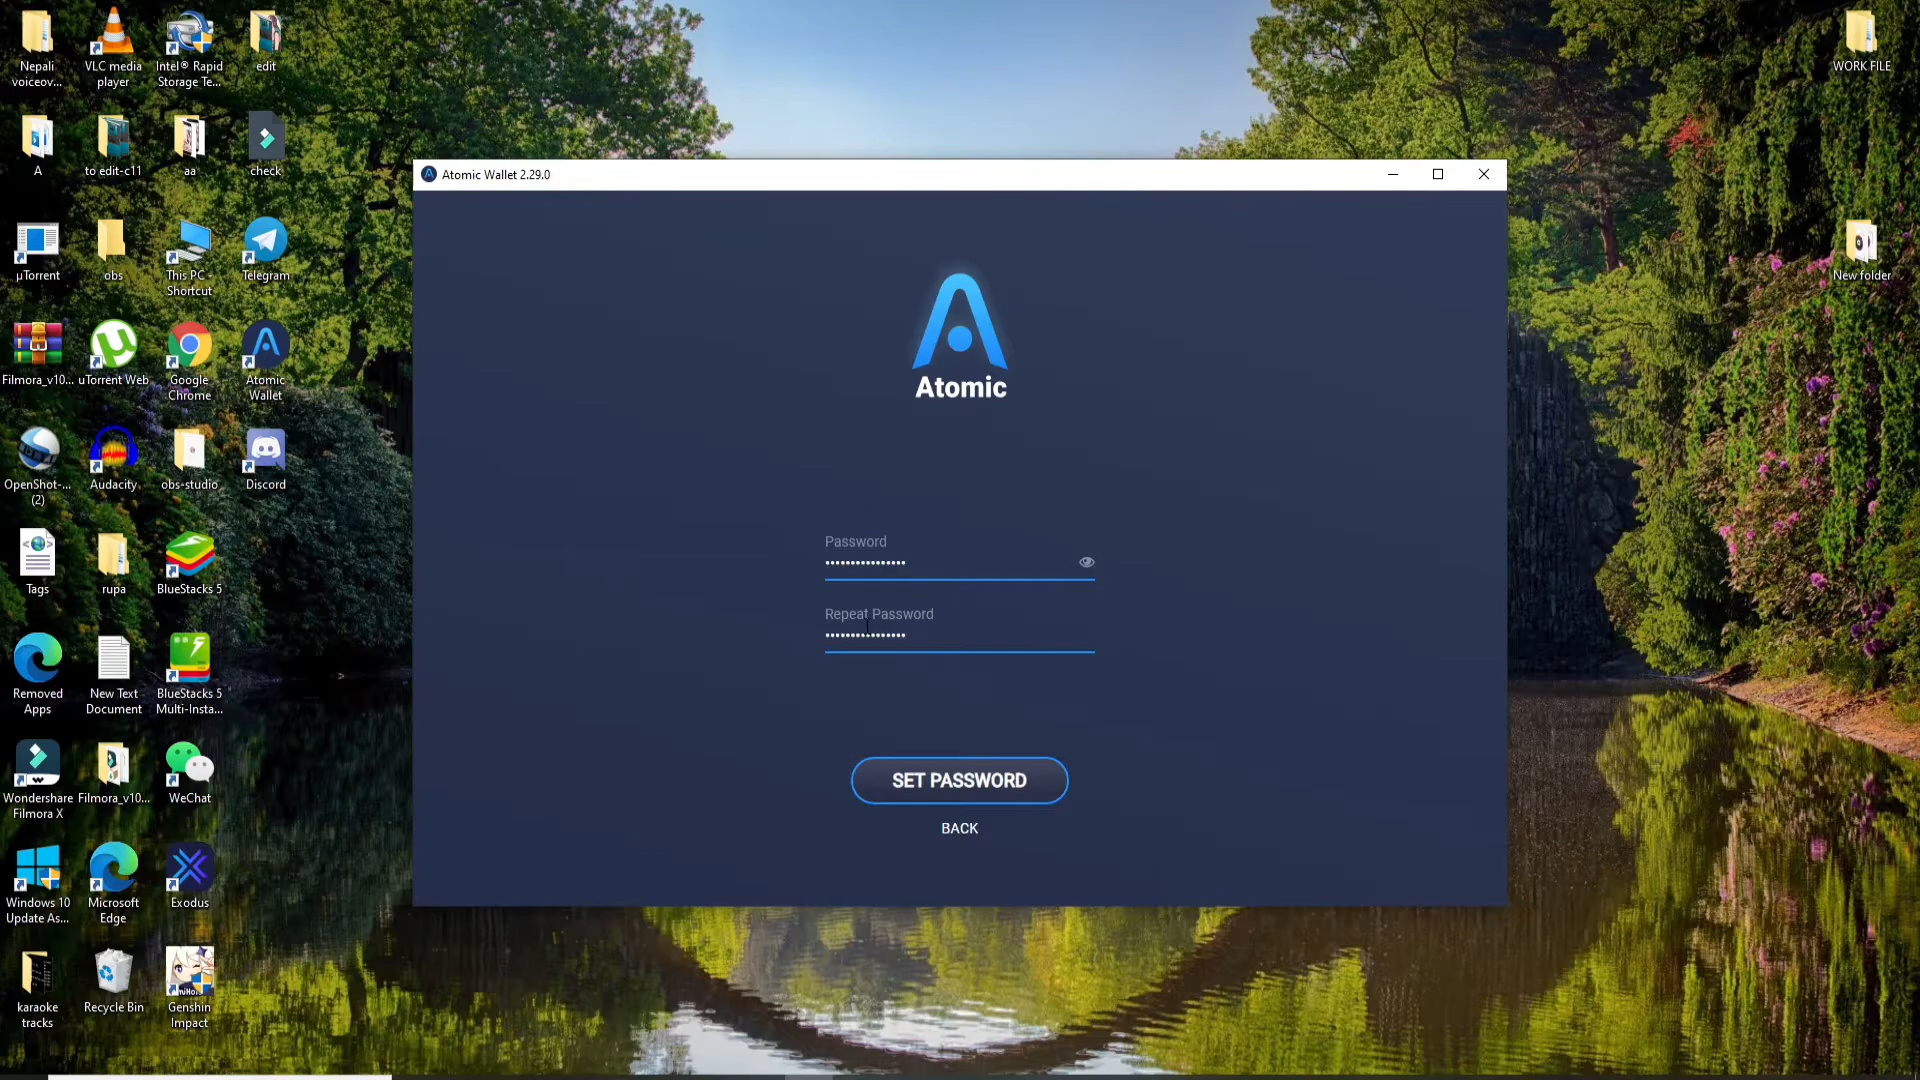 Nepali
voiceov...
VLC media
player
Intel® Rapid
Storage Te...
edit
WORK FILE
A
to edit-c11
aa
check
µTorrent
obs
This PC -
Shortcut
Telegram
New folder
Filmora_v10...
uTorrent Web
Google
Chrome
Atomic
Wallet
OpenShot-...
(2)
Audacity
obs-studio
Discord
Tags
rupa
BlueStacks 5
Removed
Apps
New Text
Document
BlueStacks 5
Multi-Insta...
Wondershare
Filmora X
Filmora_v10...
WeChat
Windows 10
Update As...
Microsoft
Edge
Exodus
karaoke
tracks
Recycle Bin
Genshin
Impact
Atomic Wallet 2.29.0
Atomic
Password
Repeat Password
SET PASSWORD
BACK